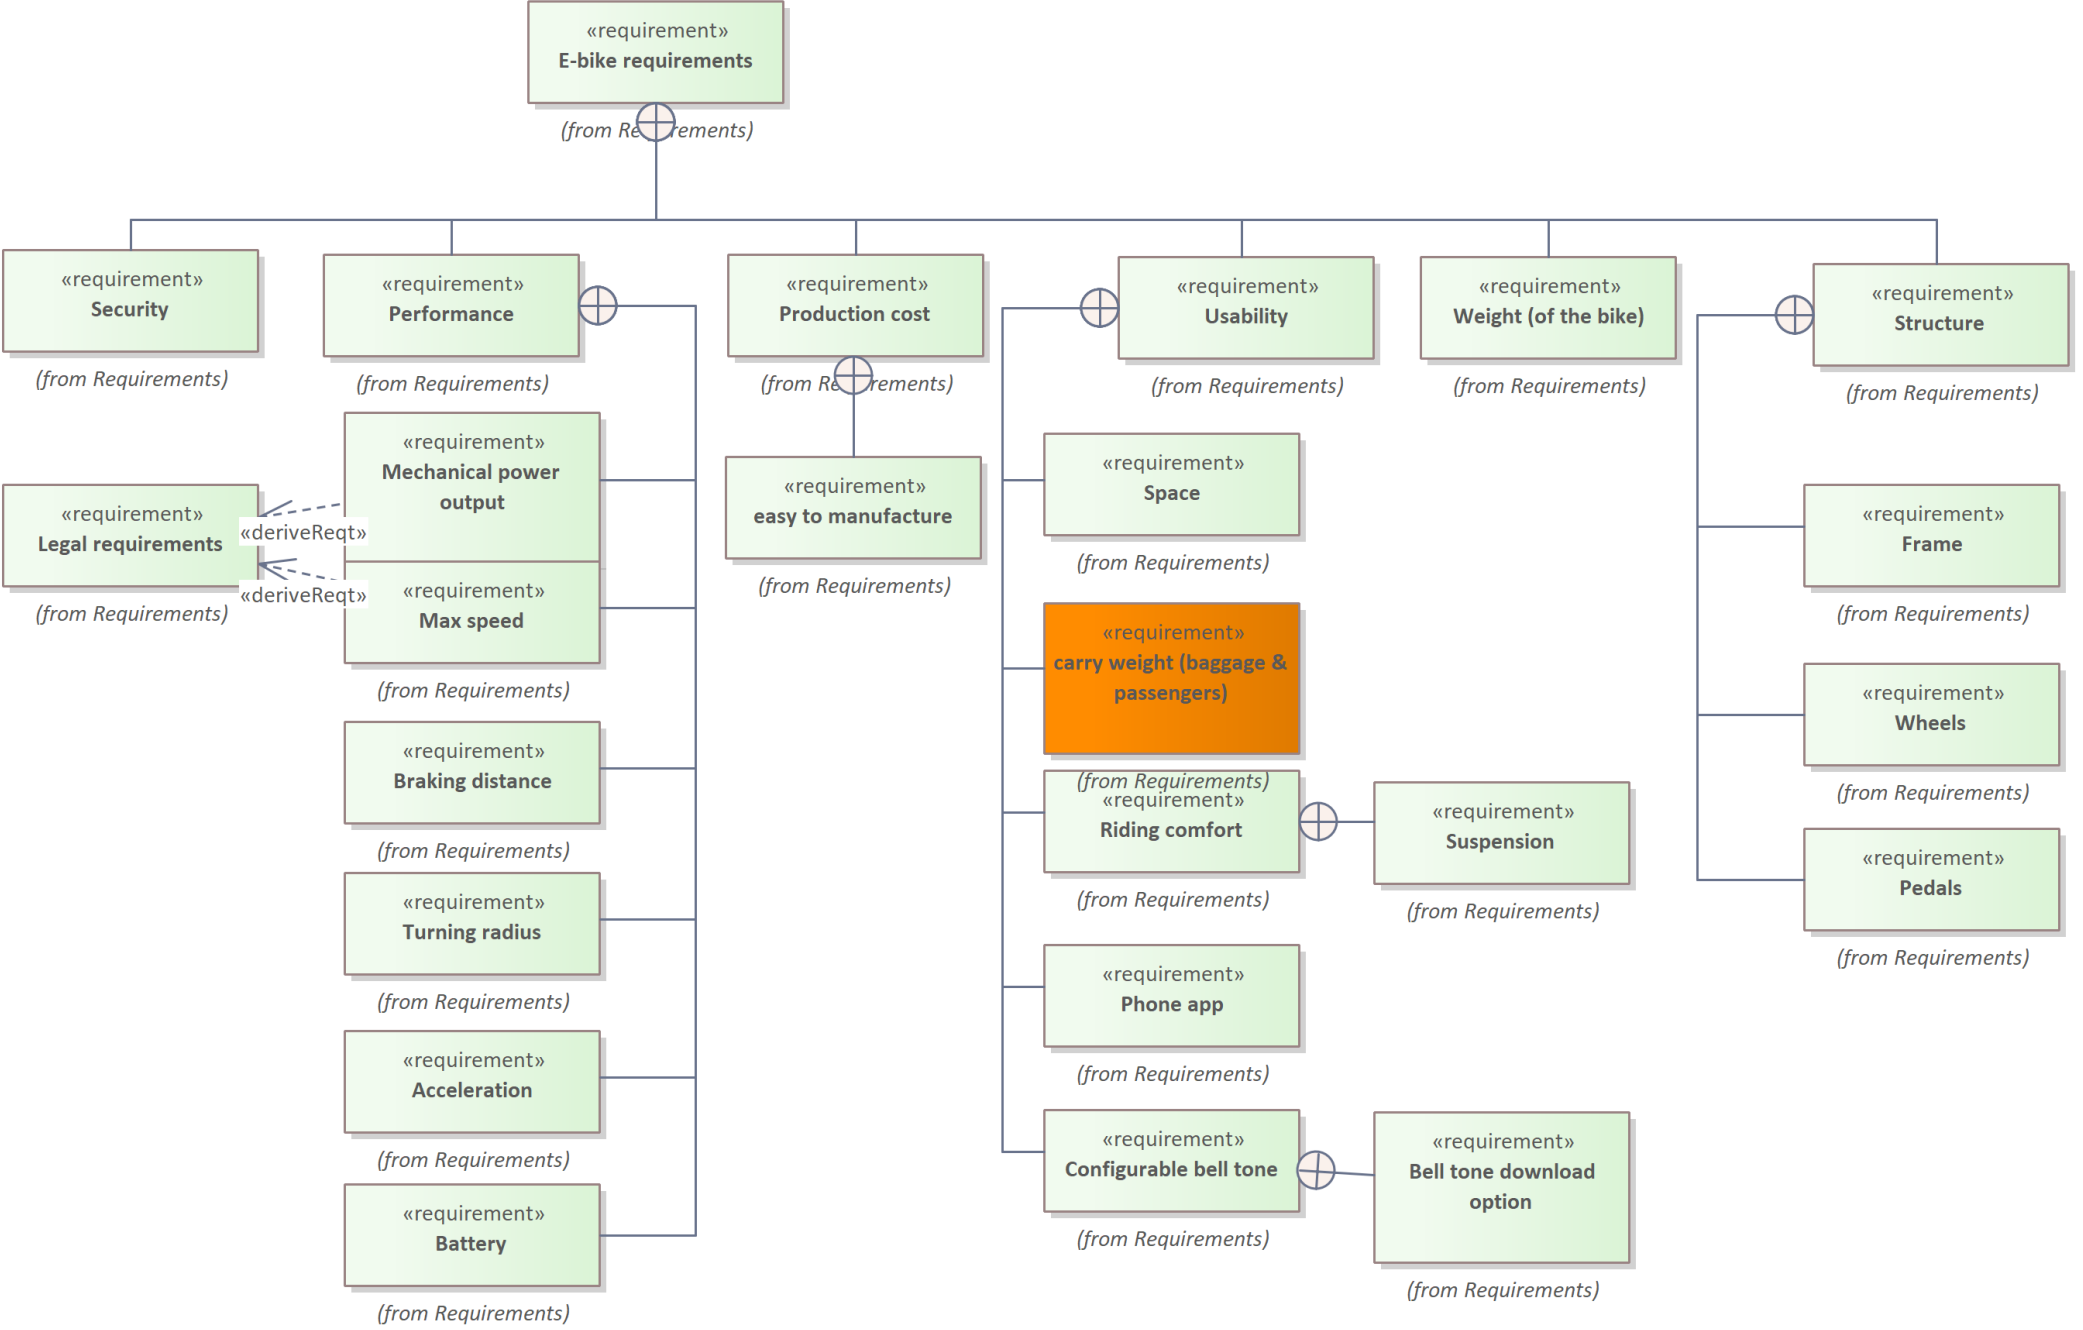 «requirement»
E-bike requirements
(from Requirements)
«requirement»
Security
(from Requirements)
«requirement»
Performance
(from Requirements)
«requirement»
Production cost
(from Requirements)
«requirement»
Usability
(from Requirements)
«requirement»
Weight (of the bike)
(from Requirements)
«requirement»
Structure
(from Requirements)
«requirement»
Legal requirements
(from Requirements)
«deriveReqt»
«deriveReqt»
«requirement»
Mechanical power
output
«requirement»
Max speed
(from Requirements)
«requirement»
Braking distance
(from Requirements)
«requirement»
Turning radius
(from Requirements)
«requirement»
Acceleration
(from Requirements)
«requirement»
Battery
(from Requirements)
«requirement»
easy to manufacture
(from Requirements)
«requirement»
Space
(from Requirements)
«requirement»
carry weight (baggage &
passengers)
(from Requirements)
«requirement»
Riding comfort
(from Requirements)
«requirement»
Suspension
(from Requirements)
«requirement»
Phone app
(from Requirements)
«requirement»
Configurable bell tone
(from Requirements)
«requirement»
Bell tone download
option
(from Requirements)
«requirement»
Frame
(from Requirements)
«requirement»
Wheels
(from Requirements)
«requirement»
Pedals
(from Requirements)